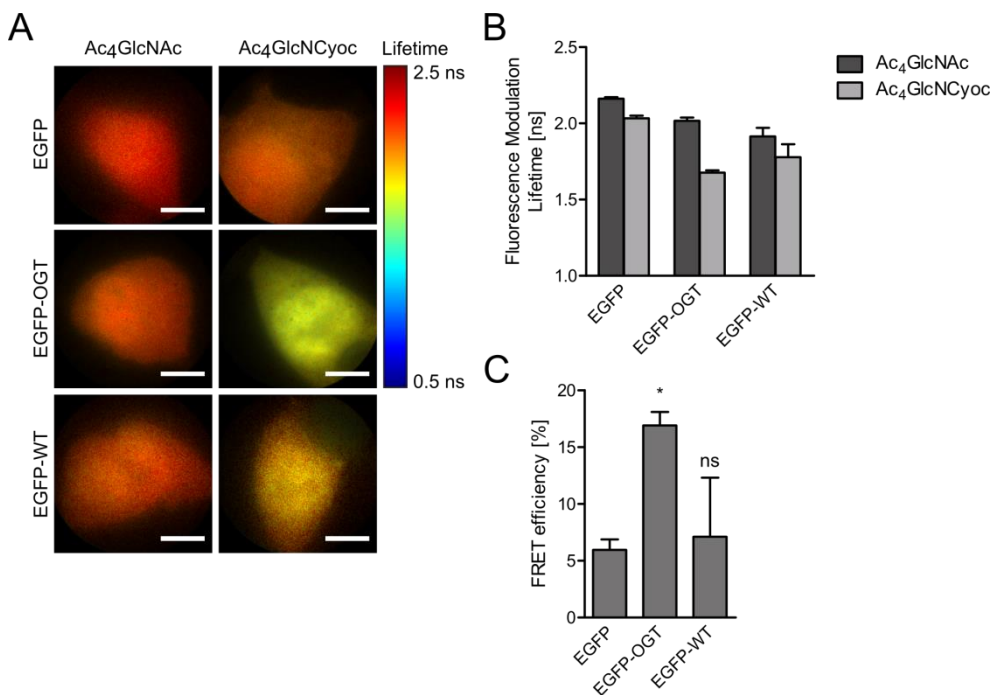 A
Ac4GlcNAc
Ac4GlcNCyoc
Lifetime
2.5 ns
0.5 ns
EGFP
EGFP-OGT
EGFP-WT
B
Fluorescence Modulation
Lifetime [ns]
2.5
2.0
1.5
1.0
EGFP
EGFP-OGT
EGFP-WT
Ac4GlcNAc
Ac4GlcNCyoc
C
FRET efficiency [%]
20
15
10
5
0
*
ns
EGFP
EGFP-OGT
EGFP-WT